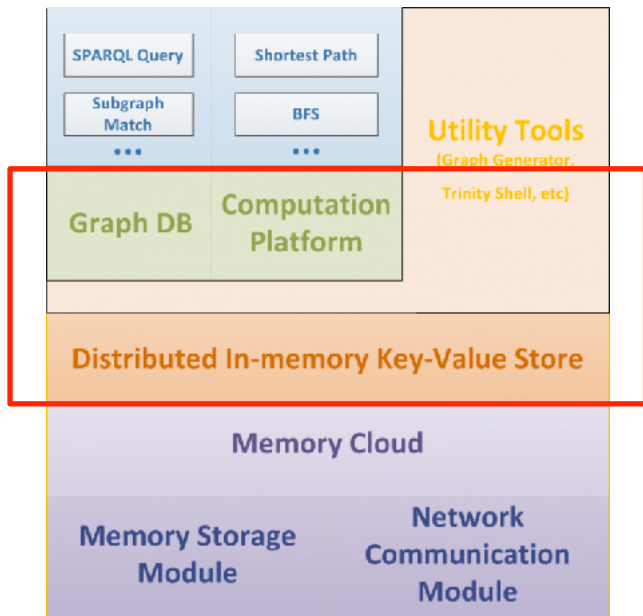 SPARQL Query
Shortest Path
Subgraph
Match
BFS
•••
•••
Utility Tools
(Graph Generator,
Trinity Shell, etc)
Graph DB
Computation
Platform
Distributed In-memory Key-Value Store
Memory Cloud
Memory Storage
Module
Network
Communication
Module